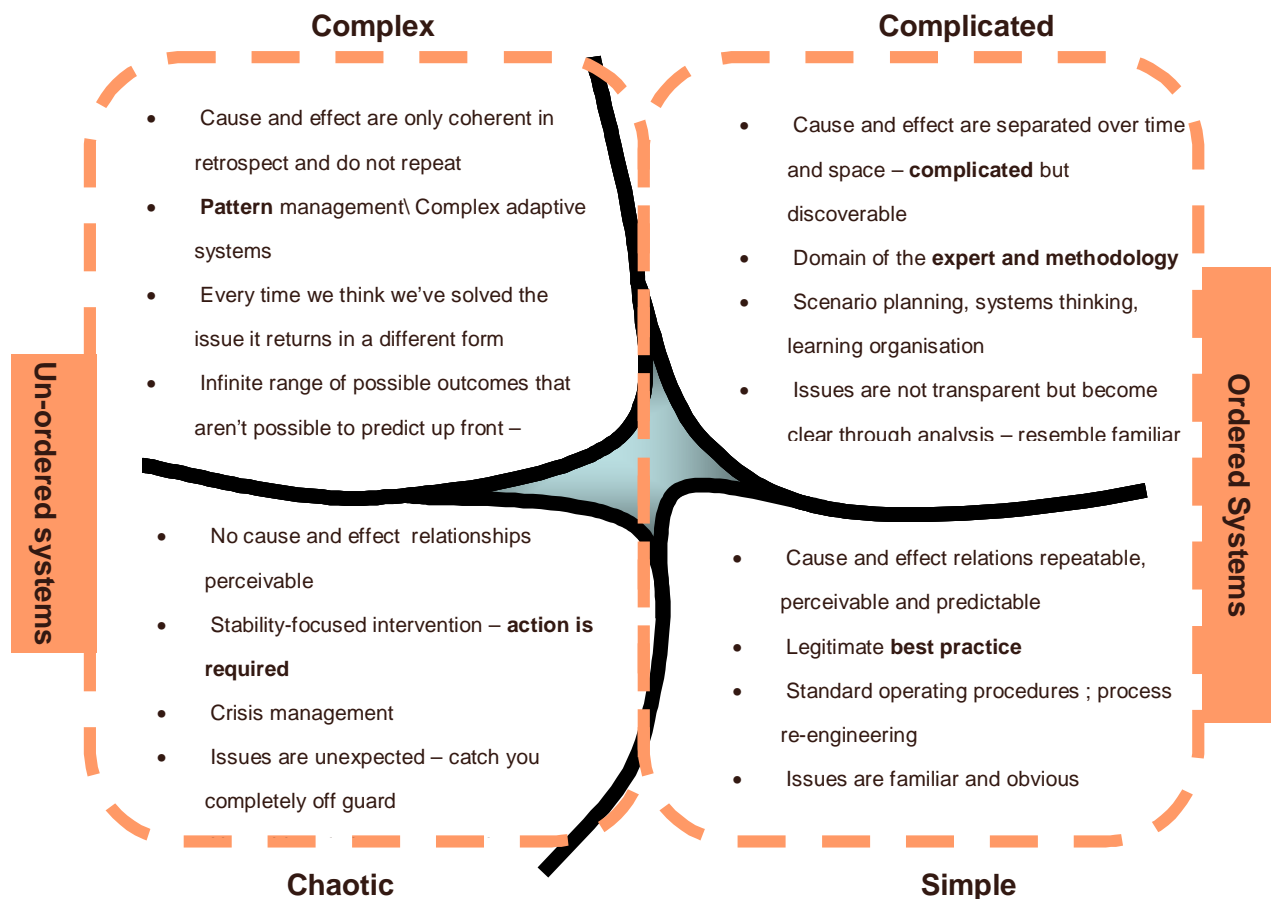 Complex
Complicated
• Cause and effect are only coherent in
retrospect and do not repeat
• Pattern management\ Complex adaptive
systems
• Every time we think we've solved the
issue it returns in a different form
• Infinite range of possible outcomes that
aren't possible to predict up front –
• Cause and effect are separated over time
and space – complicated but
discoverable
• Domain of the expert and methodology
• Scenario planning, systems thinking,
learning organisation
• Issues are not transparent but become
clear through analysis – resemble familiar
Un-ordered systems
Ordered Systems
• No cause and effect relationships
perceivable
• Stability-focused intervention – action is
required
• Crisis management
• Issues are unexpected – catch you
completely off guard
• Cause and effect relations repeatable,
perceivable and predictable
• Legitimate best practice
• Standard operating procedures ; process
re-engineering
• Issues are familiar and obvious
Chaotic
Simple